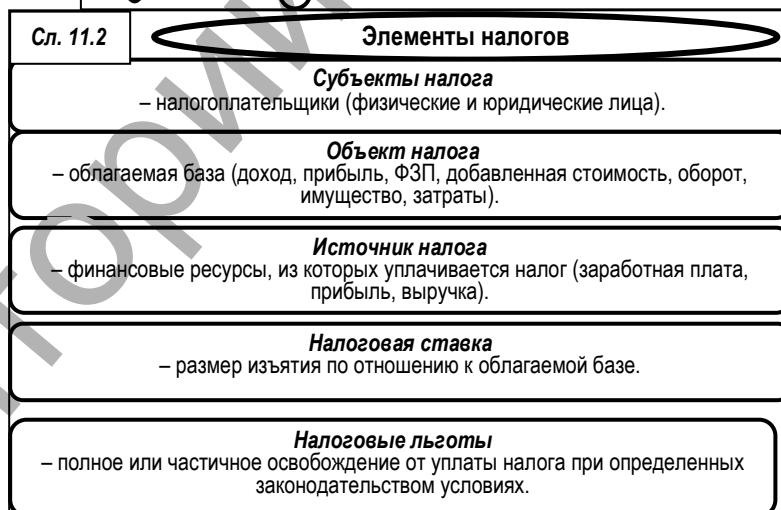 Сл. 11.2
Элементы налогов
Субъекты налога
– налогоплательщики (физические и юридические лица).
Объект налога
– облагаемая база (доход, прибыль, ФЗП, добавленная стоимость, оборот,
имущество, затраты).
Источник налога
– финансовые ресурсы, из которых уплачивается налог (заработная плата,
прибыль, выручка).
Налоговая ставка
– размер изъятия по отношению к облагаемой базе.
Налоговые льготы
– полное или частичное освобождение от уплаты налога при определенных
законодательством условиях.